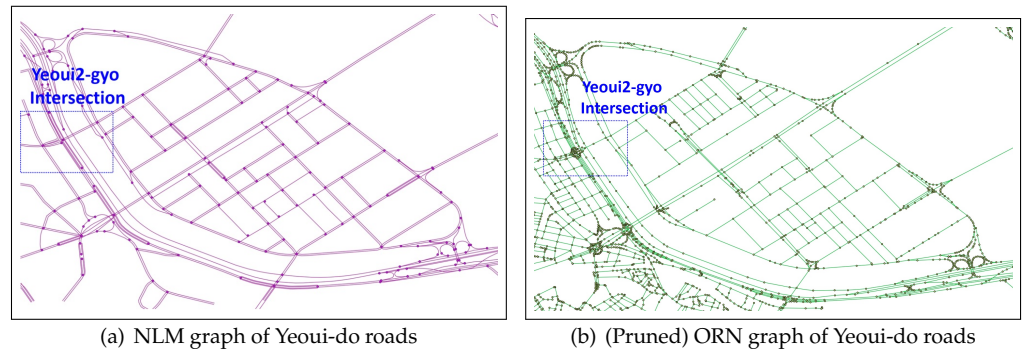 Yeoui2-gyo
Intersection
Yeoui2-gyo
Intersection
(a) NLM graph of Yeoui-do roads
(b) (Pruned) ORN graph of Yeoui-do roads